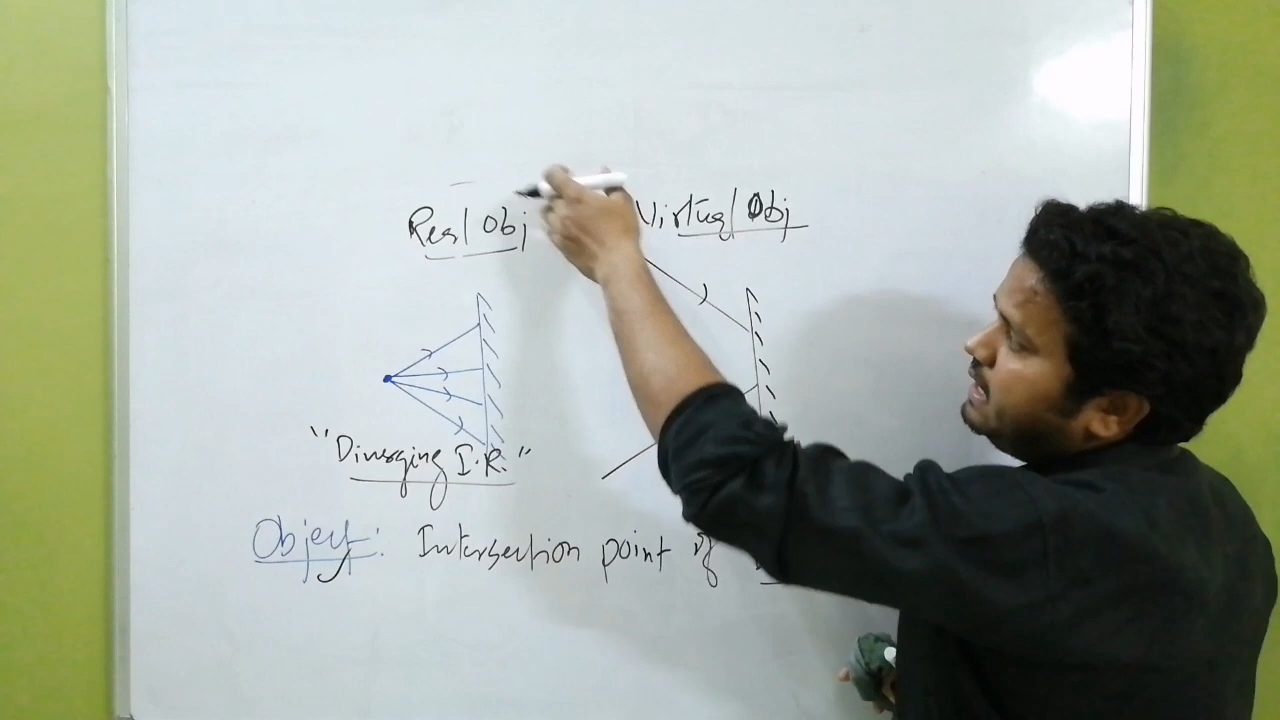 Real Obj Virtual Obj
"Diverging I.R."
Object: Intersection point of